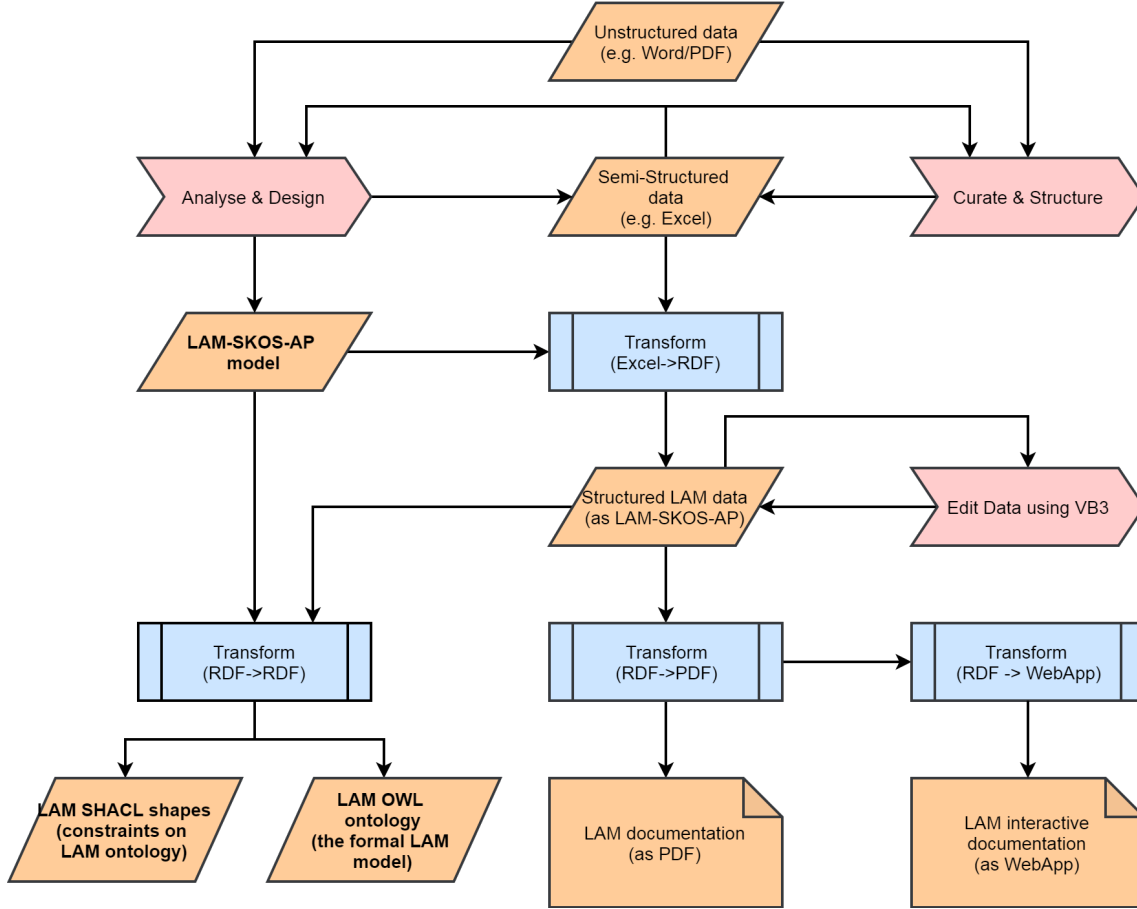 Unstructured data
(e.g. Word/PDF)
Analyse & Design
Semi-Structured
data
(e.g. Excel)
Curate & Structure
LAM-SKOS-AP
model
Transform
(Excel->RDF)
Structured LAM data
(as LAM-SKOS-AP)
Edit Data using VB3
Transform
(RDF->RDF)
Transform
(RDF->PDF)
Transform
(RDF -> WebApp)
LAM SHACL shapes
(constraints on
LAM ontology)
LAM OWL
ontology
(the formal LAM
model)
LAM documentation
(as PDF)
LAM interactive
documentation
(as WebApp)